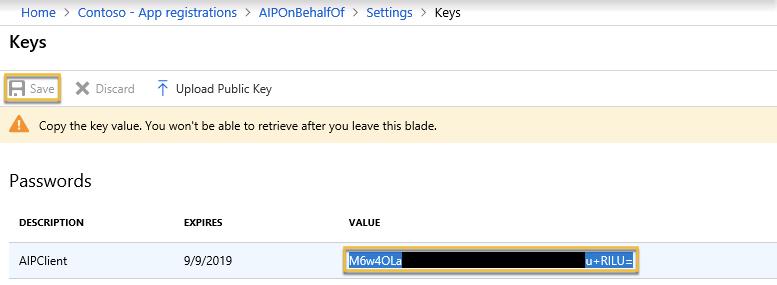 Home > Contoso - App registrations > AIPOnBehalfOf > Settings > Keys
Keys
Save Discard Upload Public Key
Copy the key value. You won't be able to retrieve after you leave this blade.
Passwords
DESCRIPTION EXPIRES VALUE
AIPClient 9/9/2019 M6w4OLa u+RILU=